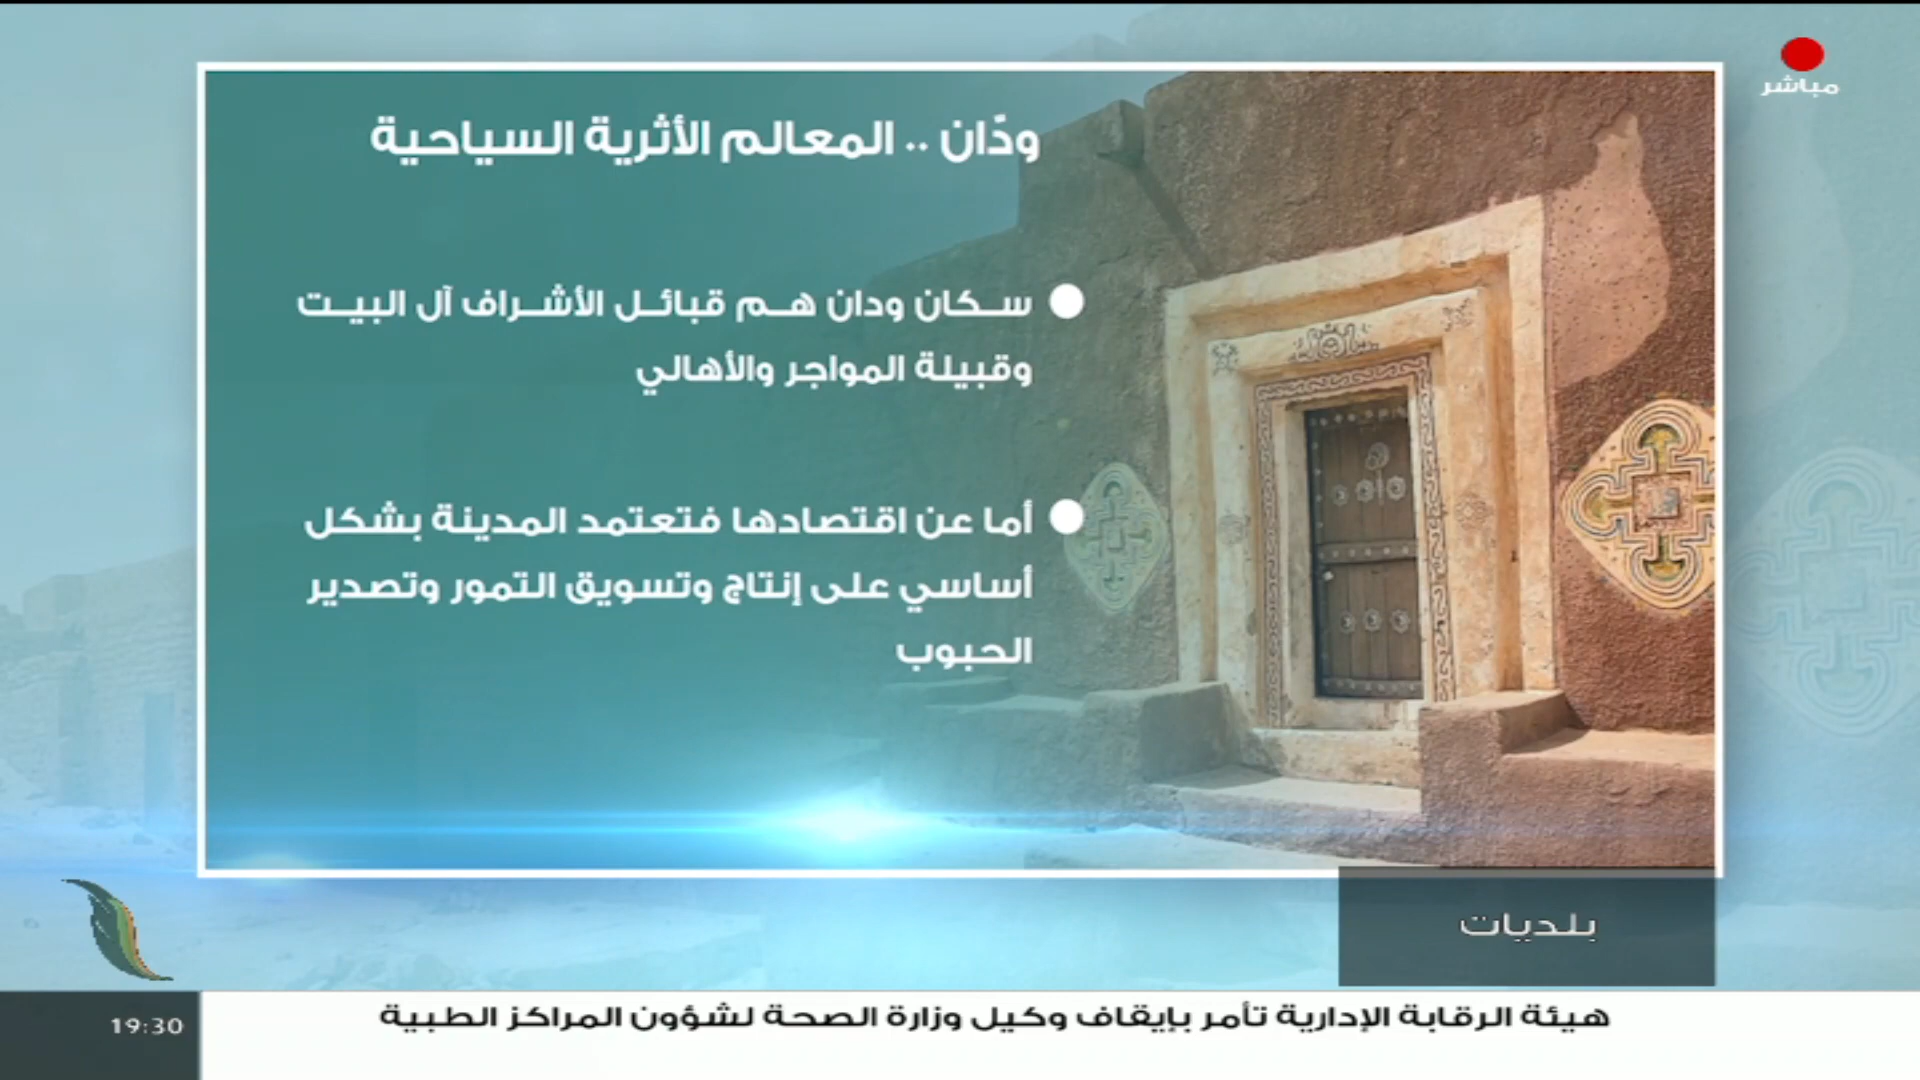 مباشر
ودّان .. المعالم الأثرية السياحية
سكان ودان هم قبائل الأشراف آل البيت
وقبيلة المواجر والأهالي
أما عن اقتصادها فتعتمد المدينة بشكل
أساسي على إنتاج وتسويق التمور وتصدير
الحبوب
بلديات
هيئة الرقابة الإدارية تأمر بإيقاف وكيل وزارة الصحة لشؤون المراكز الطبية
19:30